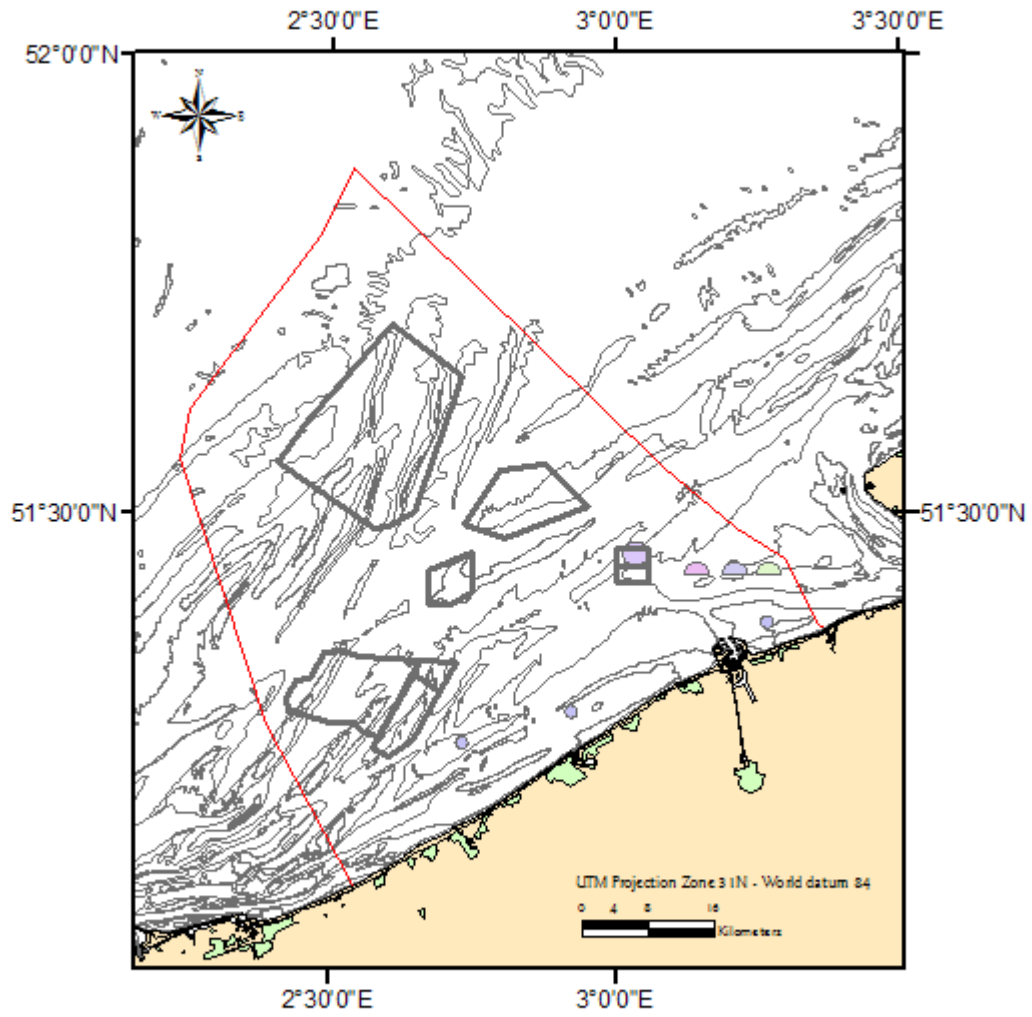 2°30'0"E 3°0'0"E 3°30'0"E
52°0'0"N
N
W E
S
51°30'0"N 51°30'0"N
UTM Projection Zone 31N - World datum 84
0 4 8 16
Kilometers
2°30'0"E 3°0'0"E